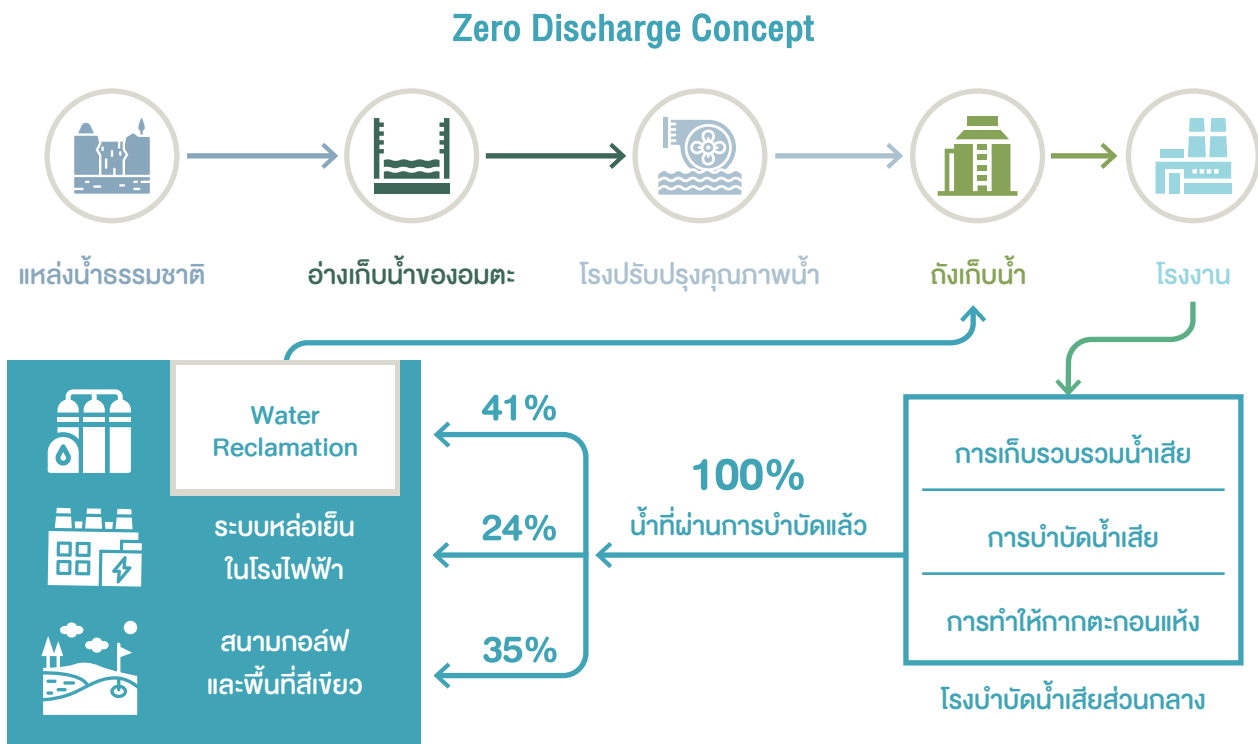 Zero Discharge Concept
แหล่งน้ำธรรมชาติ
อ่างเก็บน้ำของอมตะ
โรงปรับปรุงคุณภาพน้ำ
ถังเก็บน้ำ
โรงงาน
Water
Reclamation
41%
ระบบหล่อเย็น
ในโรงไฟฟ้า
24%
สนามกอล์ฟ
และพื้นที่สีเขียว
35%
100%
น้ำที่ผ่านการบำบัดแล้ว
การเก็บรวบรวมน้ำเสีย
การบำบัดน้ำเสีย
การทำให้กากตะกอนแห้ง
โรงบำบัดน้ำเสียส่วนกลาง